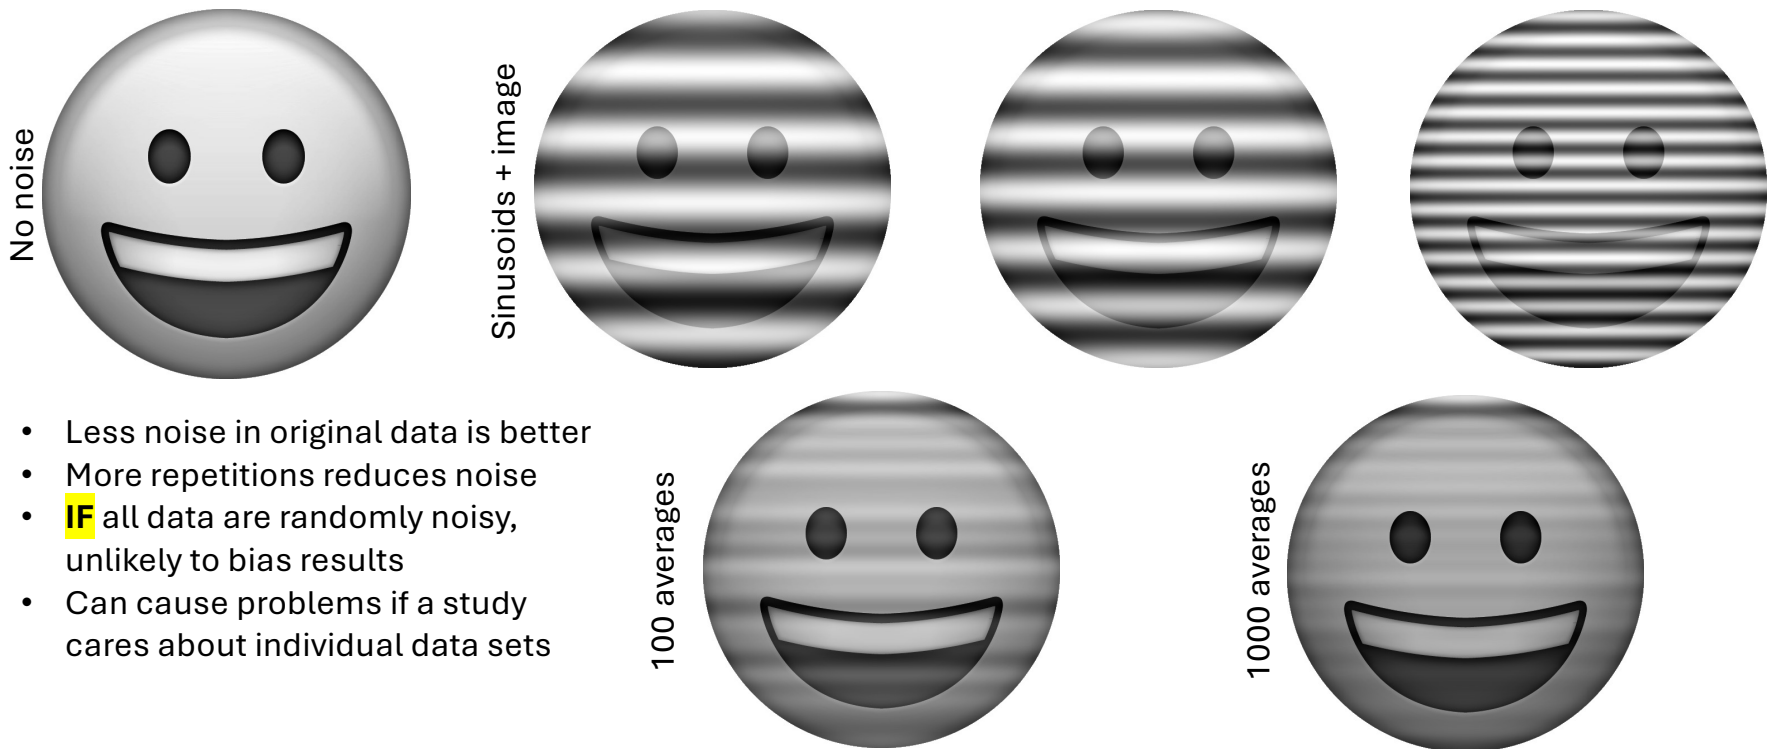 No noise
Sinusoids + image
• Less noise in original data is better
• More repetitions reduces noise
• IF all data are randomly noisy,
unlikely to bias results
• Can cause problems if a study
cares about individual data sets
100 averages
1000 averages